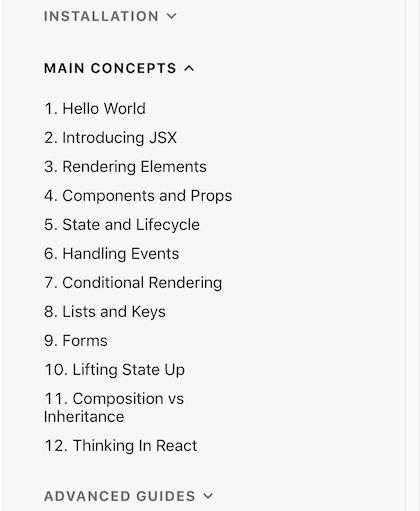 INSTALLATION
MAIN CONCEPTS
1. Hello World
2. Introducing JSX
3. Rendering Elements
4. Components and Props
5. State and Lifecycle
6. Handling Events
7. Conditional Rendering
8. Lists and Keys
9. Forms
10. Lifting State Up
11. Composition vs
Inheritance
12. Thinking In React
ADVANCED GUIDES